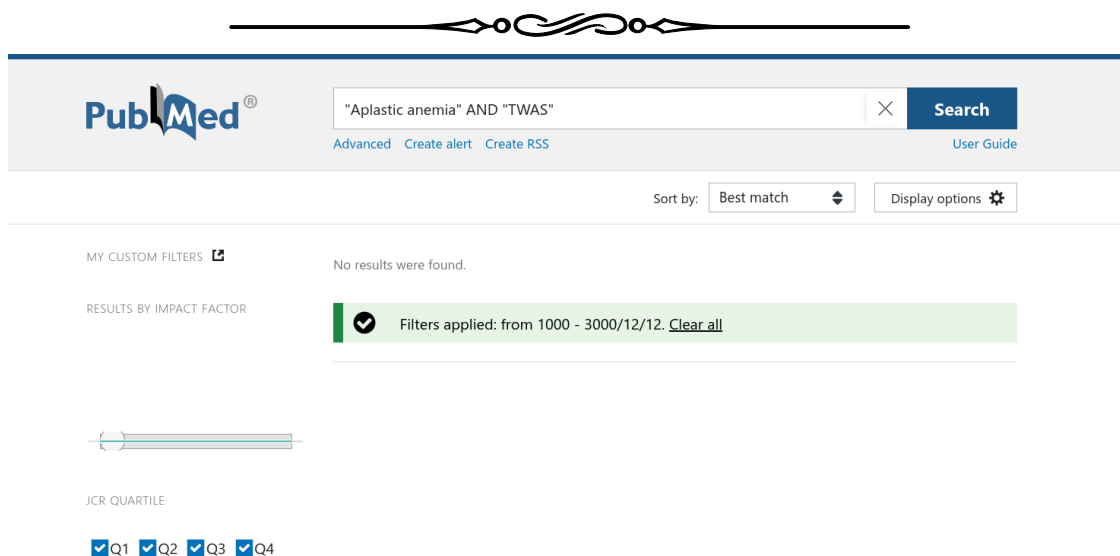 PubMed®
"Aplastic anemia" AND "TWAS"
Search
Advanced Create alert Create RSS
User Guide
Sort by: Best match
Display options
MY CUSTOM FILTERS
No results were found.
RESULTS BY IMPACT FACTOR
Filters applied: from 1000 - 3000/12/12. Clear all
JCR QUARTILE
Q1 Q2 Q3 Q4